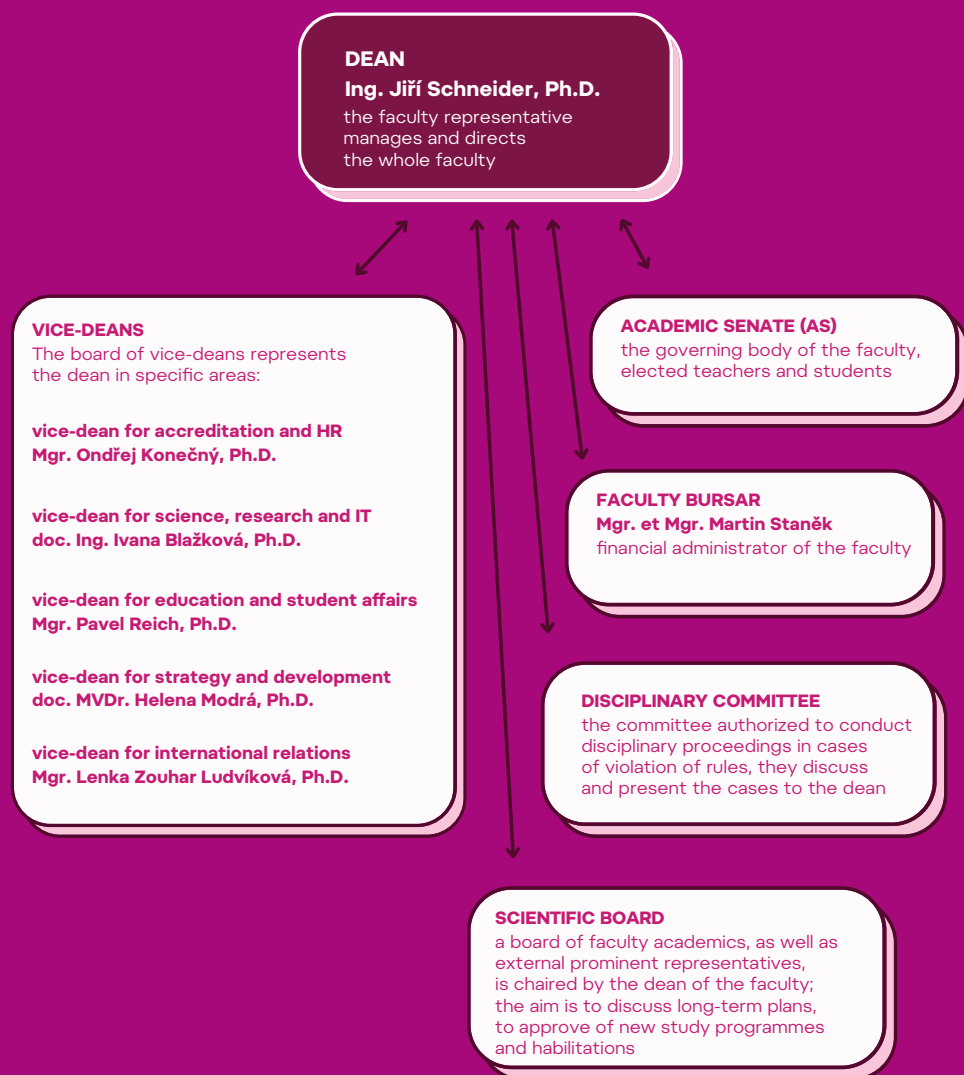 DEAN
Ing. Jiří Schneider, Ph.D.
the faculty representative
manages and directs
the whole faculty
VICE-DEANS
The board of vice-deans represents
the dean in specific areas:
vice-dean for accreditation and HR
Mgr. Ondřej Konečný, Ph.D.
vice-dean for science, research and IT
doc. Ing. Ivana Blažková, Ph.D.
vice-dean for education and student affairs
Mgr. Pavel Reich, Ph.D.
vice-dean for strategy and development
doc. MVDr. Helena Modrá, Ph.D.
vice-dean for international relations
Mgr. Lenka Zouhar Ludvíková, Ph.D.
ACADEMIC SENATE (AS)
the governing body of the faculty,
elected teachers and students
FACULTY BURSAR
Mgr. et Mgr. Martin Staněk
financial administrator of the faculty
DISCIPLINARY COMMITTEE
the committee authorized to conduct
disciplinary proceedings in cases
of violation of rules, they discuss
and present the cases to the dean
SCIENTIFIC BOARD
a board of faculty academics, as well as
external prominent representatives,
is chaired by the dean of the faculty;
the aim is to discuss long-term plans,
to approve of new study programmes
and habilitations